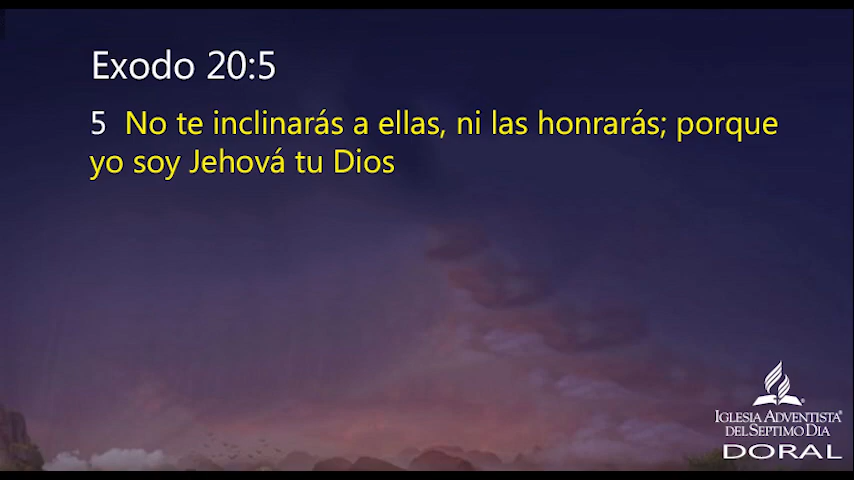 Exodo 20:5
5 No te inclinarás a ellas, ni las honrarás; porque
yo soy Jehová tu Dios
IGLESIA ADVENTISTA®
DEL SEPTIMO DIA
DORAL